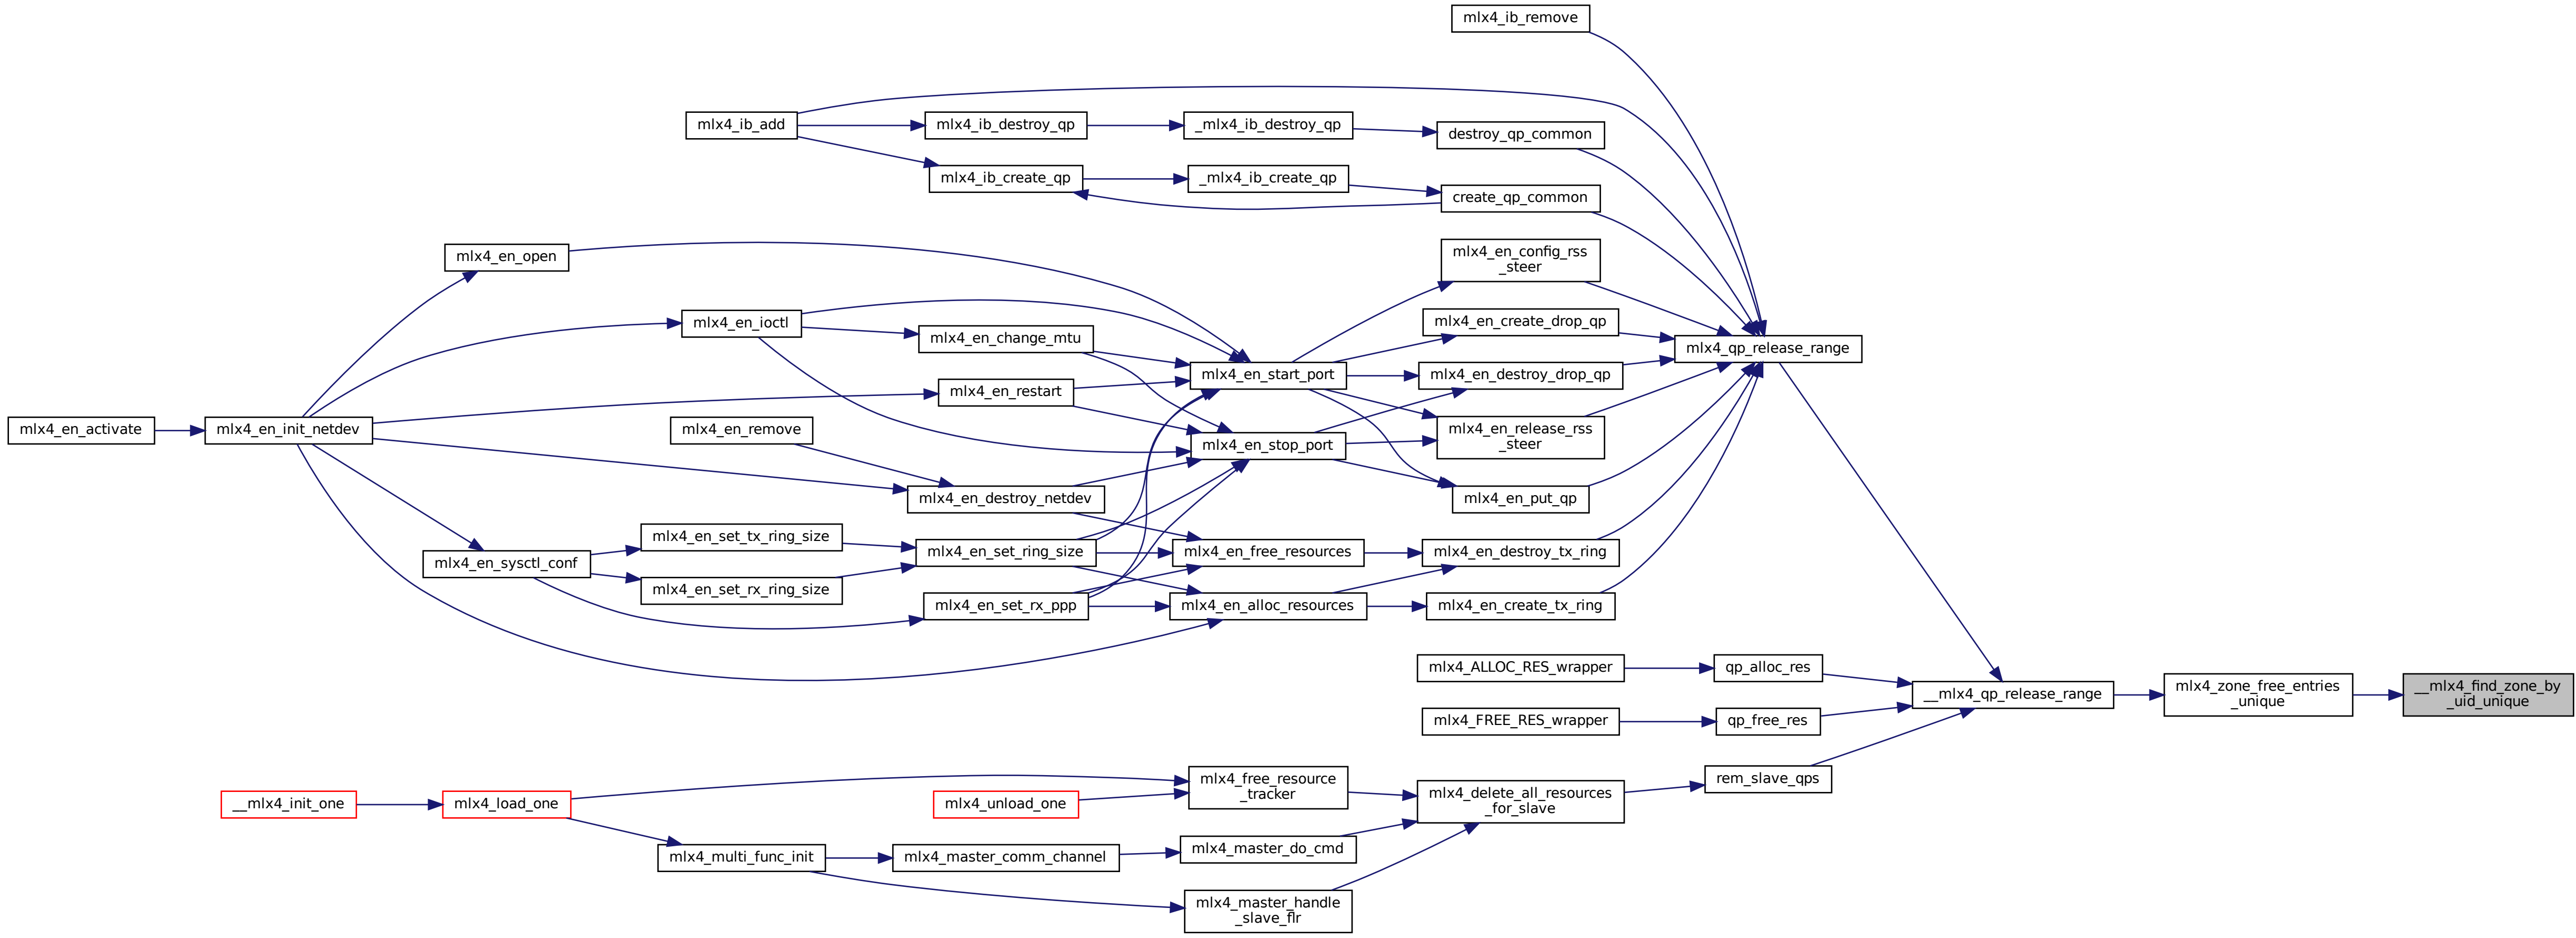 mlx4_ib_remove
mlx4_ib_add
mlx4_ib_destroy_qp
_mlx4_ib_destroy_qp
destroy_qp_common
mlx4_ib_create_qp
_mlx4_ib_create_qp
create_qp_common
mlx4_en_open
mlx4_en_config_rss
_steer
mlx4_en_ioctl
mlx4_en_change_mtu
mlx4_en_create_drop_qp
mlx4_qp_release_range
mlx4_en_start_port
mlx4_en_destroy_drop_qp
mlx4_en_restart
mlx4_en_activate
mlx4_en_init_netdev
mlx4_en_remove
mlx4_en_stop_port
mlx4_en_release_rss
_steer
mlx4_en_destroy_netdev
mlx4_en_put_qp
mlx4_en_set_tx_ring_size
mlx4_en_sysctl_conf
mlx4_en_set_ring_size
mlx4_en_free_resources
mlx4_en_destroy_tx_ring
mlx4_en_set_rx_ring_size
mlx4_en_set_rx_ppp
mlx4_en_alloc_resources
mlx4_en_create_tx_ring
mlx4_ALLOC_RES_wrapper
qp_alloc_res
__mlx4_qp_release_range
mlx4_zone_free_entries
_unique
__mlx4_find_zone_by
_uid_unique
mlx4_FREE_RES_wrapper
qp_free_res
rem_slave_qps
__mlx4_init_one
mlx4_load_one
mlx4_unload_one
mlx4_free_resource
_tracker
mlx4_delete_all_resources
_for_slave
mlx4_multi_func_init
mlx4_master_comm_channel
mlx4_master_do_cmd
mlx4_master_handle
_slave_flr